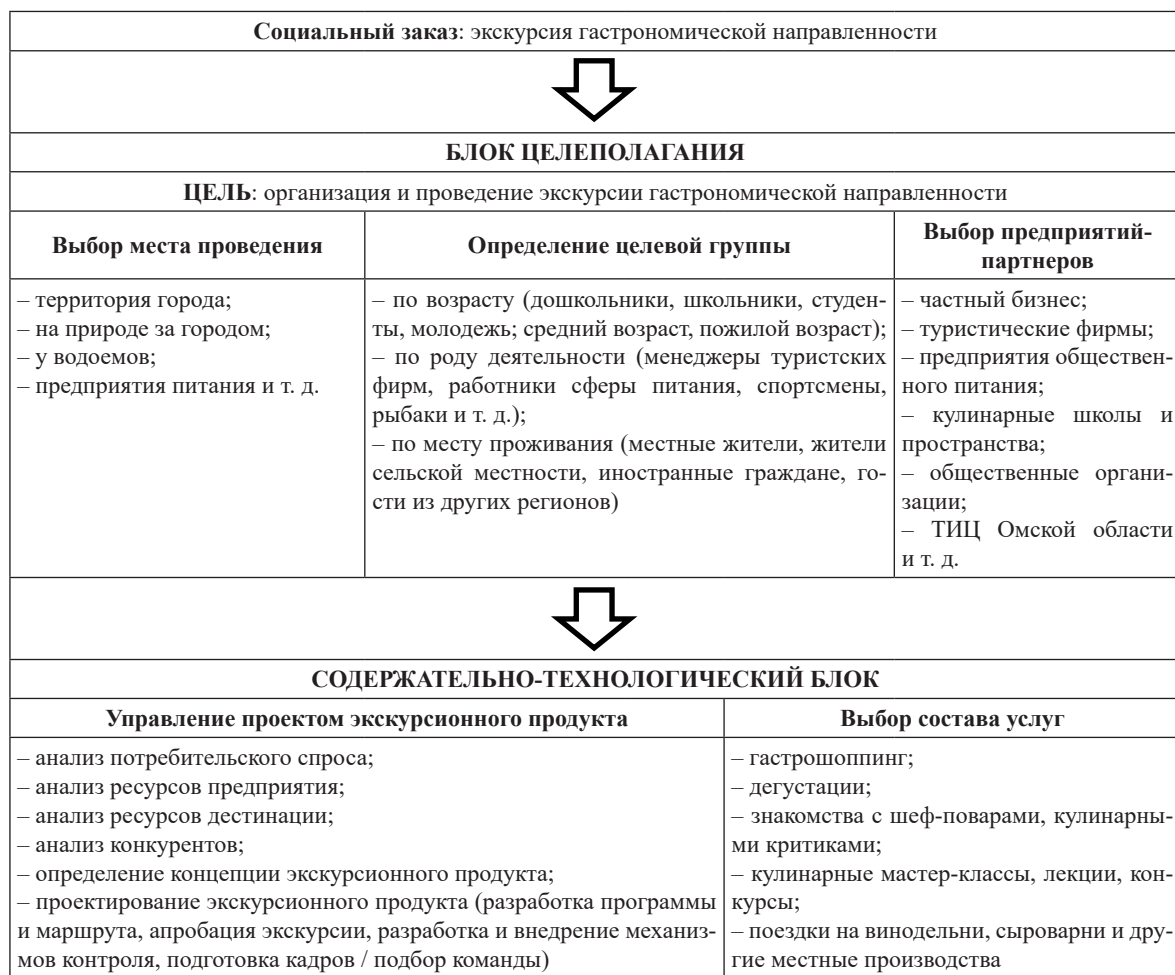 Социальный заказ: экскурсия гастрономической направленности
БЛОК ЦЕЛЕПОЛАГАНИЯ
ЦЕЛЬ: организация и проведение экскурсии гастрономической направленности
Выбор места проведения
– территория города;
– на природе за городом;
– у водоемов;
– предприятия питания и т. д.
Определение целевой группы
– по возрасту (дошкольники, школьники, студен-
ты, молодежь; средний возраст, пожилой возраст);
– по роду деятельности (менеджеры туристских
фирм, работники сферы питания, спортсмены,
рыбаки и т. д.);
– по месту проживания (местные жители, жители
сельской местности, иностранные граждане, го-
сти из других регионов)
Выбор предприятий-
партнеров
– частный бизнес;
– туристические фирмы;
– предприятия обществен-
ного питания;
– кулинарные школы и
пространства;
– общественные органи-
зации;
– ТИЦ Омской области
и т. д.
СОДЕРЖАТЕЛЬНО-ТЕХНОЛОГИЧЕСКИЙ БЛОК
Управление проектом экскурсионного продукта
– анализ потребительского спроса;
– анализ ресурсов предприятия;
– анализ ресурсов дестинации;
– анализ конкурентов;
– определение концепции экскурсионного продукта;
– проектирование экскурсионного продукта (разработка программы
и маршрута, апробация экскурсии, разработка и внедрение механиз-
мов контроля, подготовка кадров / подбор команды)
Выбор состава услуг
– гастрошоппинг;
– дегустации;
– знакомства с шеф-поварами, кулинарны-
ми критиками;
– кулинарные мастер-классы, лекции, кон-
курсы;
– поездки на винодельни, сыроварни и дру-
гие местные производства